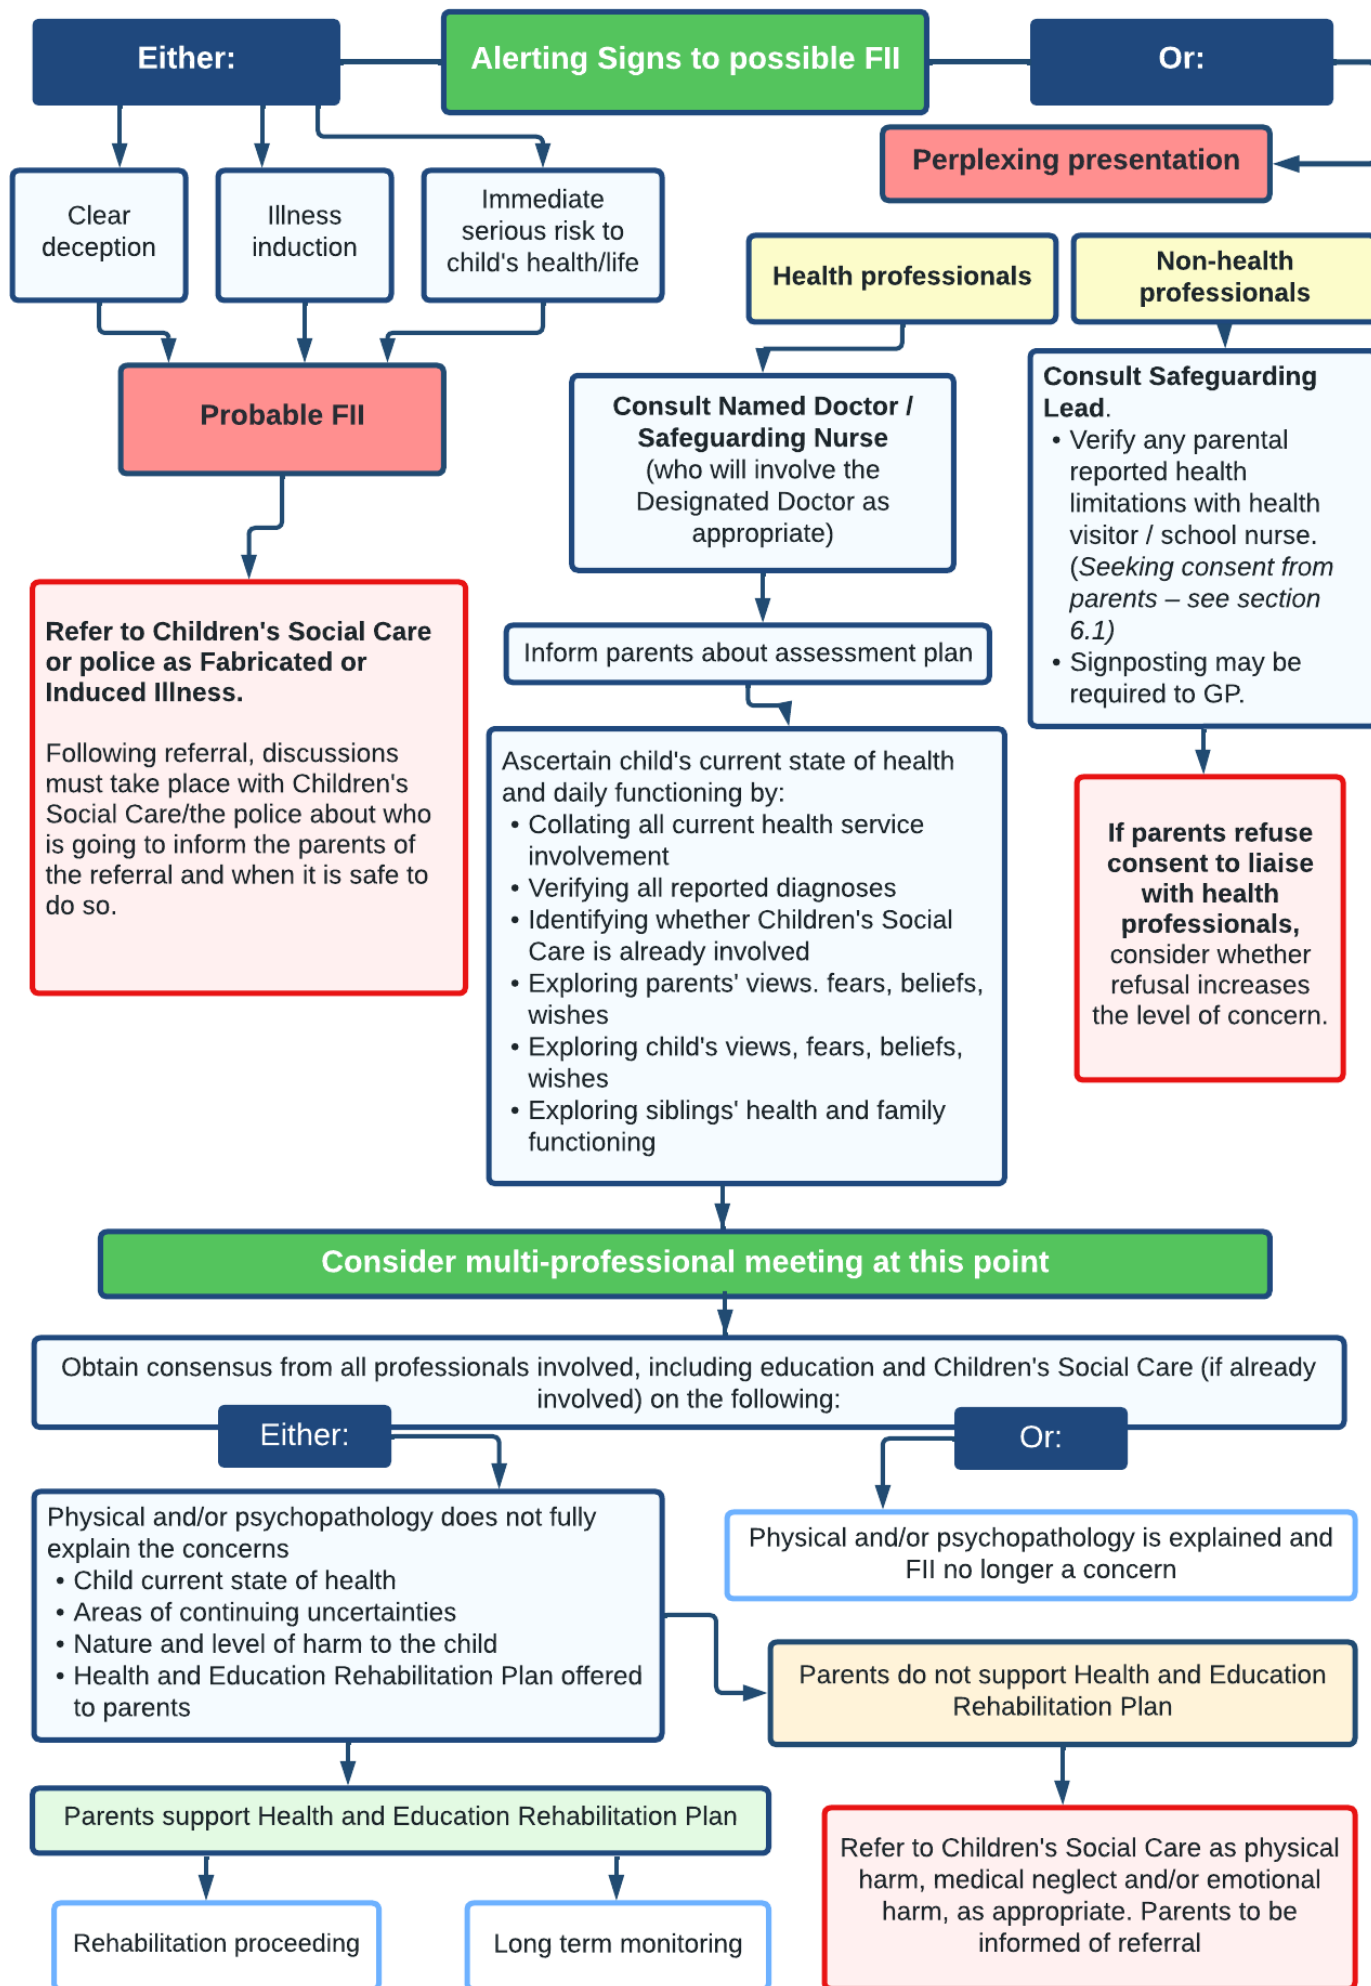 Either:
Alerting Signs to possible FII
Or:
Perplexing presentation
Clear
deception
Illness
induction
Immediate
serious risk to
child's health/life
Health professionals
Non-health
professionals
Probable FII
Consult Named Doctor /
Safeguarding Nurse
(who will involve the
Designated Doctor as
appropriate)
Consult Safeguarding
Lead.
• Verify any parental
reported health
limitations with health
visitor / school nurse.
(Seeking consent from
parents – see section
6.1)
• Signposting may be
required to GP.
Refer to Children's Social Care
or police as Fabricated or
Induced Illness.
Following referral, discussions
must take place with Children's
Social Care/the police about who
is going to inform the parents of
the referral and when it is safe to
do so.
Inform parents about assessment plan
Ascertain child's current state of health
and daily functioning by:
• Collating all current health service
involvement
• Verifying all reported diagnoses
• Identifying whether Children's Social
Care is already involved
• Exploring parents' views. fears, beliefs,
wishes
• Exploring child's views, fears, beliefs,
wishes
• Exploring siblings' health and family
functioning
If parents refuse
consent to liaise
with health
professionals,
consider whether
refusal increases
the level of concern.
Consider multi-professional meeting at this point
Obtain consensus from all professionals involved, including education and Children's Social Care (if already
involved) on the following:
Either:
Or:
Physical and/or psychopathology does not fully
explain the concerns
• Child current state of health
• Areas of continuing uncertainties
• Nature and level of harm to the child
• Health and Education Rehabilitation Plan offered
to parents
Physical and/or psychopathology is explained and
FII no longer a concern
Parents do not support Health and Education
Rehabilitation Plan
Parents support Health and Education Rehabilitation Plan
Refer to Children's Social Care as physical
harm, medical neglect and/or emotional
harm, as appropriate. Parents to be
informed of referral
Rehabilitation proceeding
Long term monitoring